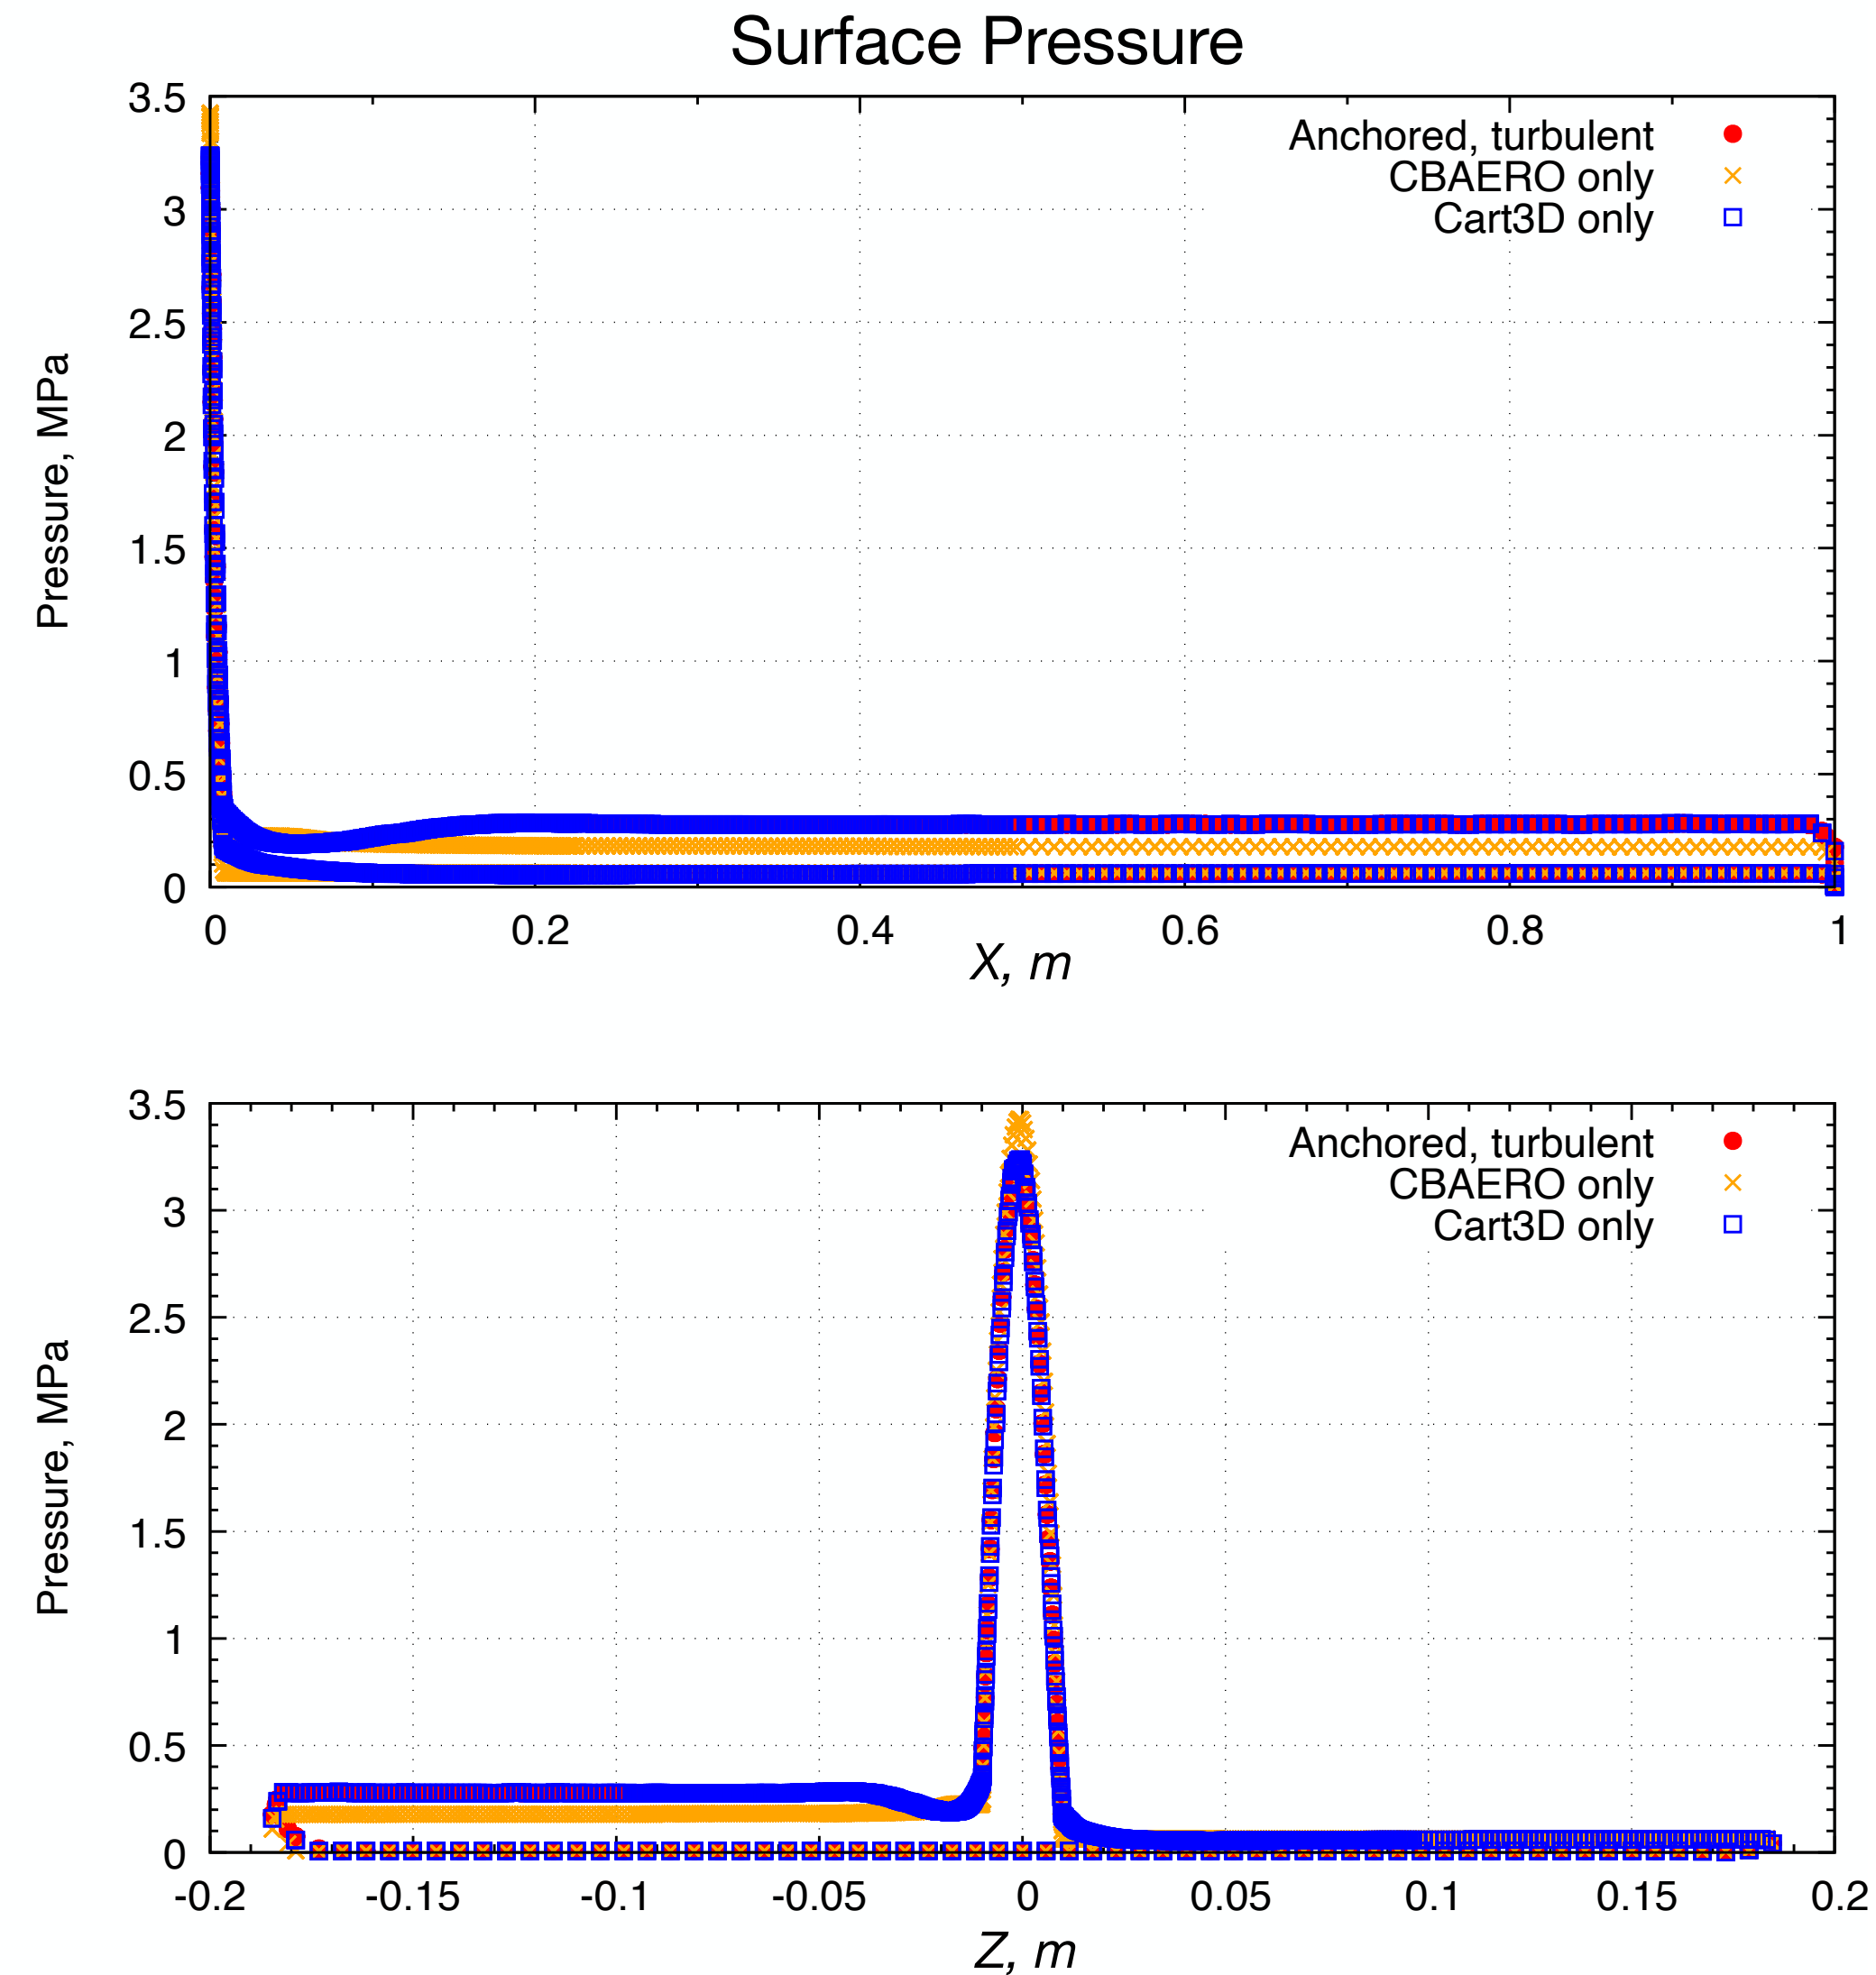 Surface Pressure
3.5
3
2.5
2
1.5
1
0.5
0
Pressure, MPa
Anchored, turbulent
CBAERO only
Cart3D only
0 0.2 0.4 0.6 0.8 1
X, m
3.5
3
2.5
2
1.5
1
0.5
0
Pressure, MPa
Anchored, turbulent
CBAERO only
Cart3D only
-0.2 -0.15 -0.1 -0.05 0 0.05 0.1 0.15 0.2
Z, m